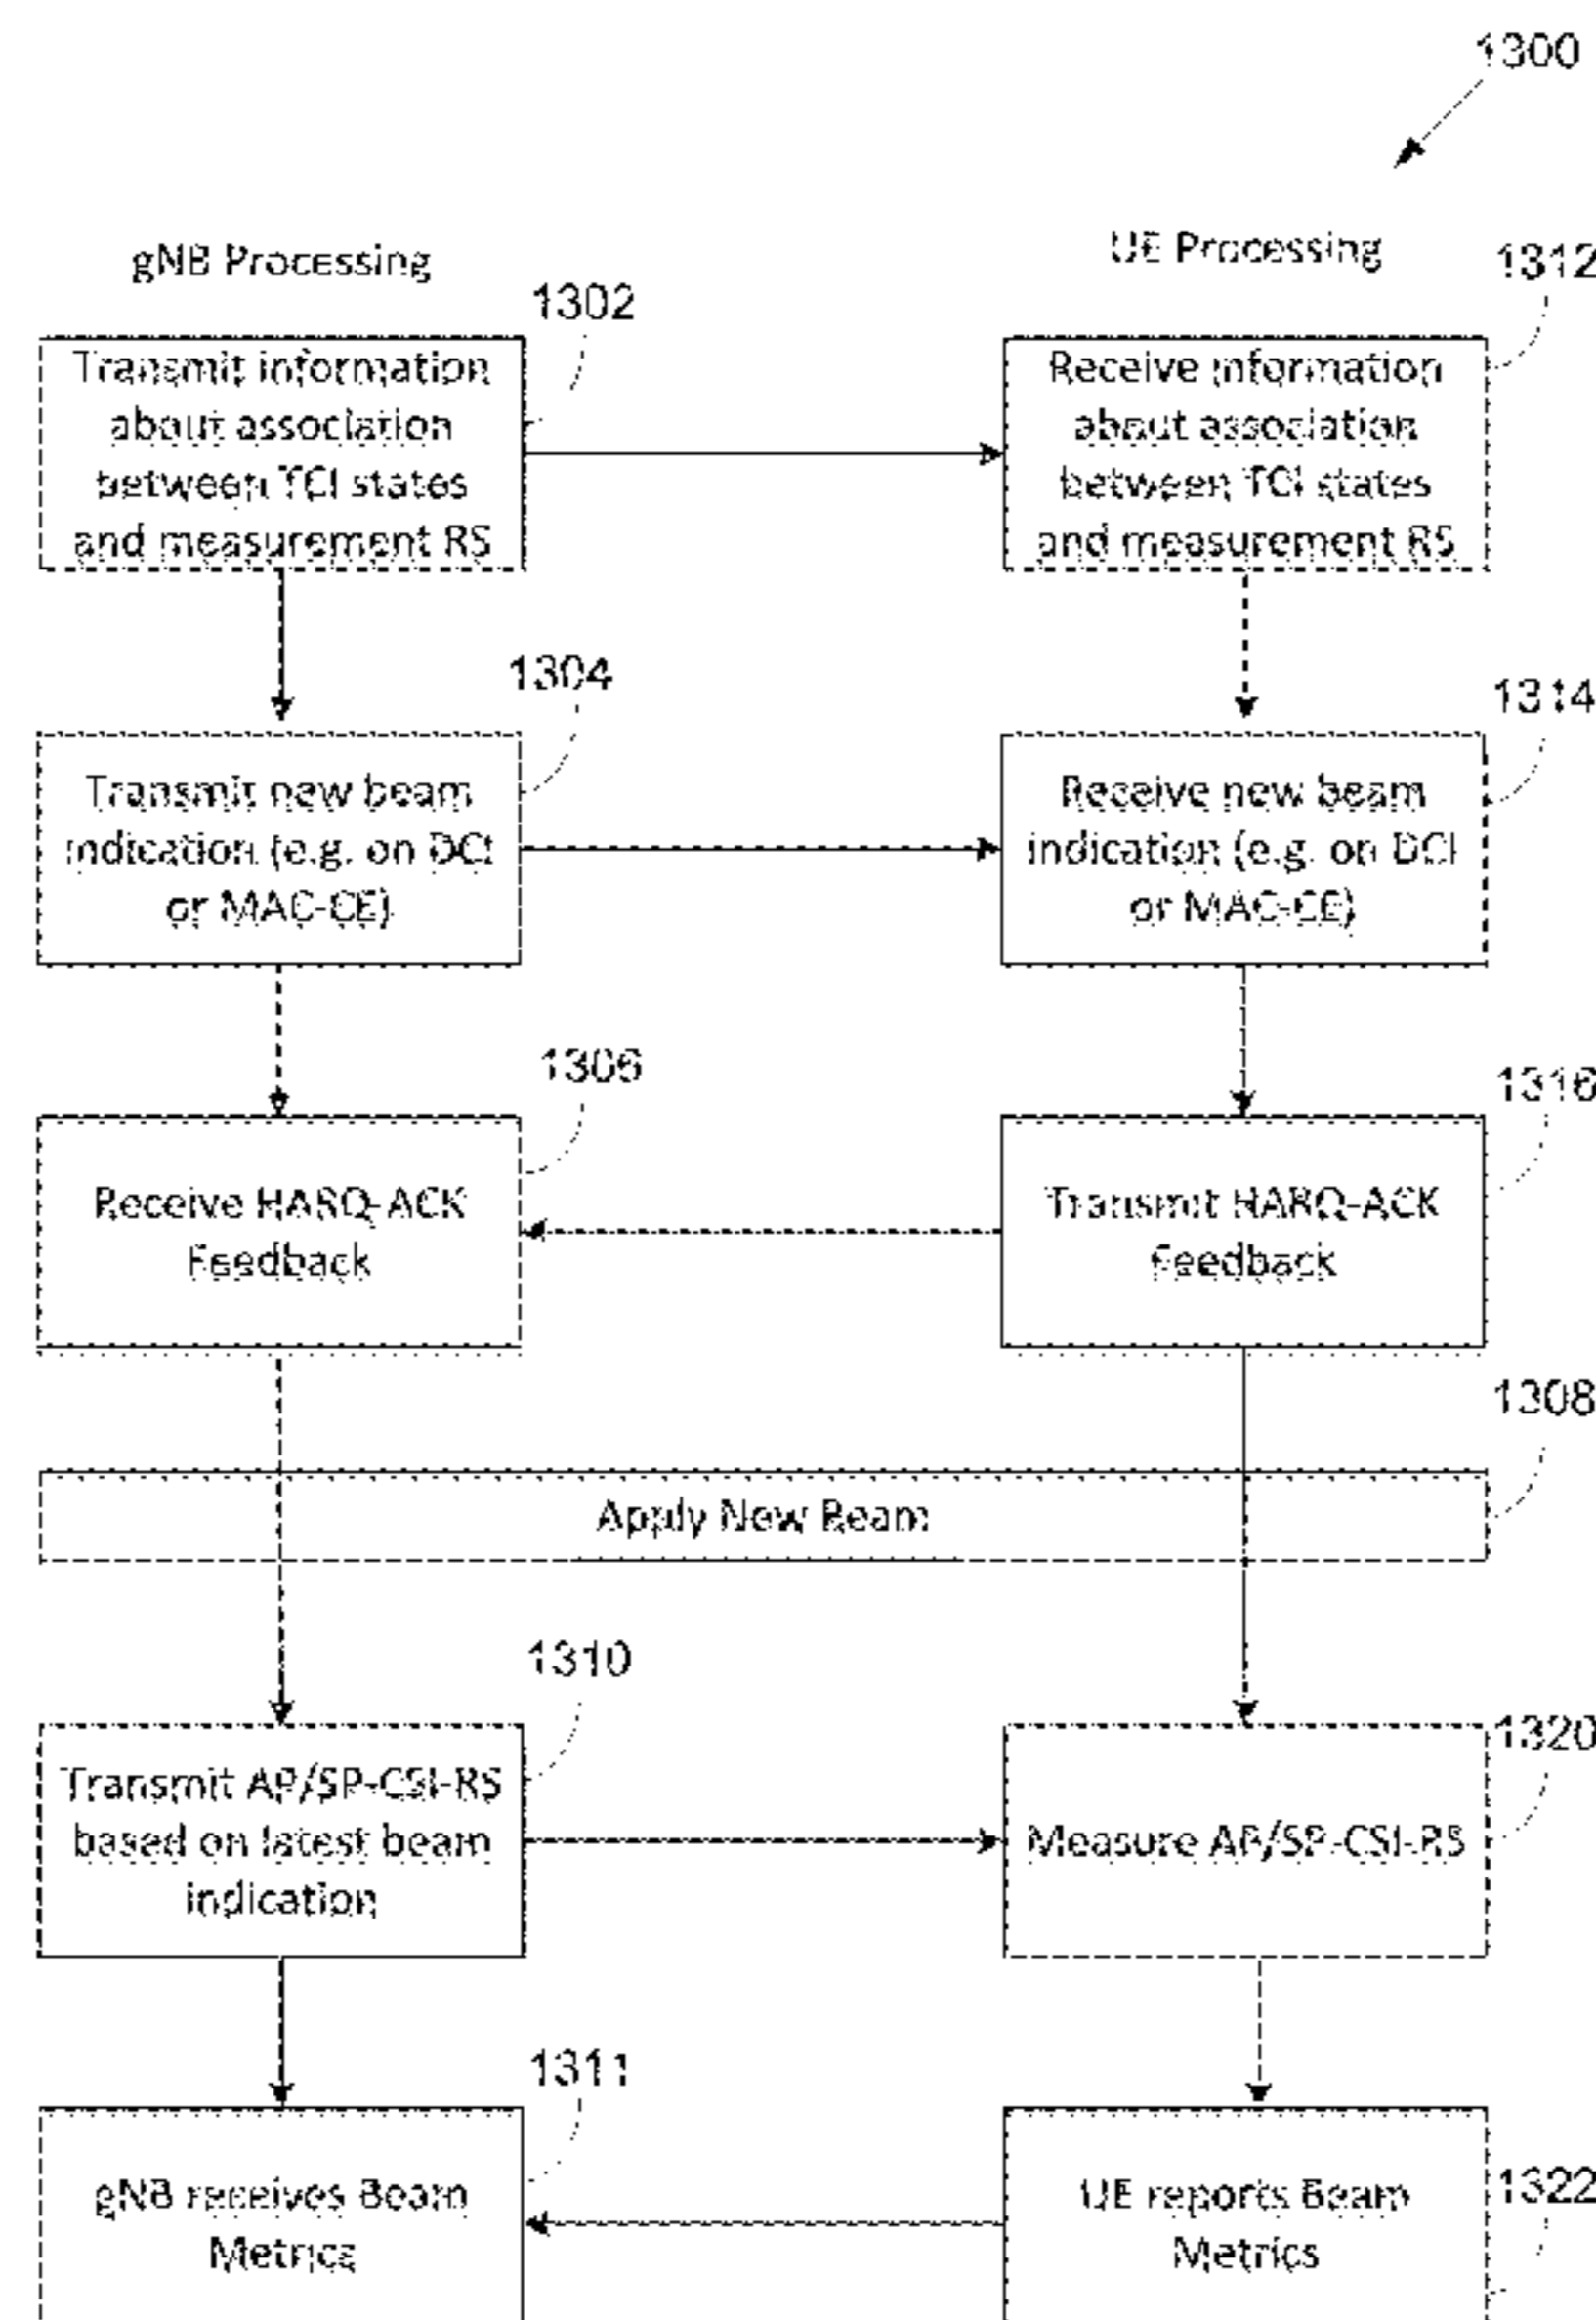 1300
gNB Processing
UE Processing
1302
1312
Transmit information
about association
between TCI states
and measurement RS
Receive information
about association
between TCI states
and measurement RS
1304
1314
Transmit new beam
indication (e.g. on DCI
or MAC-CE)
Receive new beam
indication (e.g. on DCI
or MAC-CE)
1306
1316
Receive HARQ-ACK
Feedback
Transmit HARQ-ACK
Feedback
1308
Apply New Beam
1310
1320
Transmit AP/SP-CSI-RS
based on latest beam
indication
Measure AP/SP-CSI-RS
1311
1322
gNB receives Beam
Metrics
UE reports Beam
Metrics